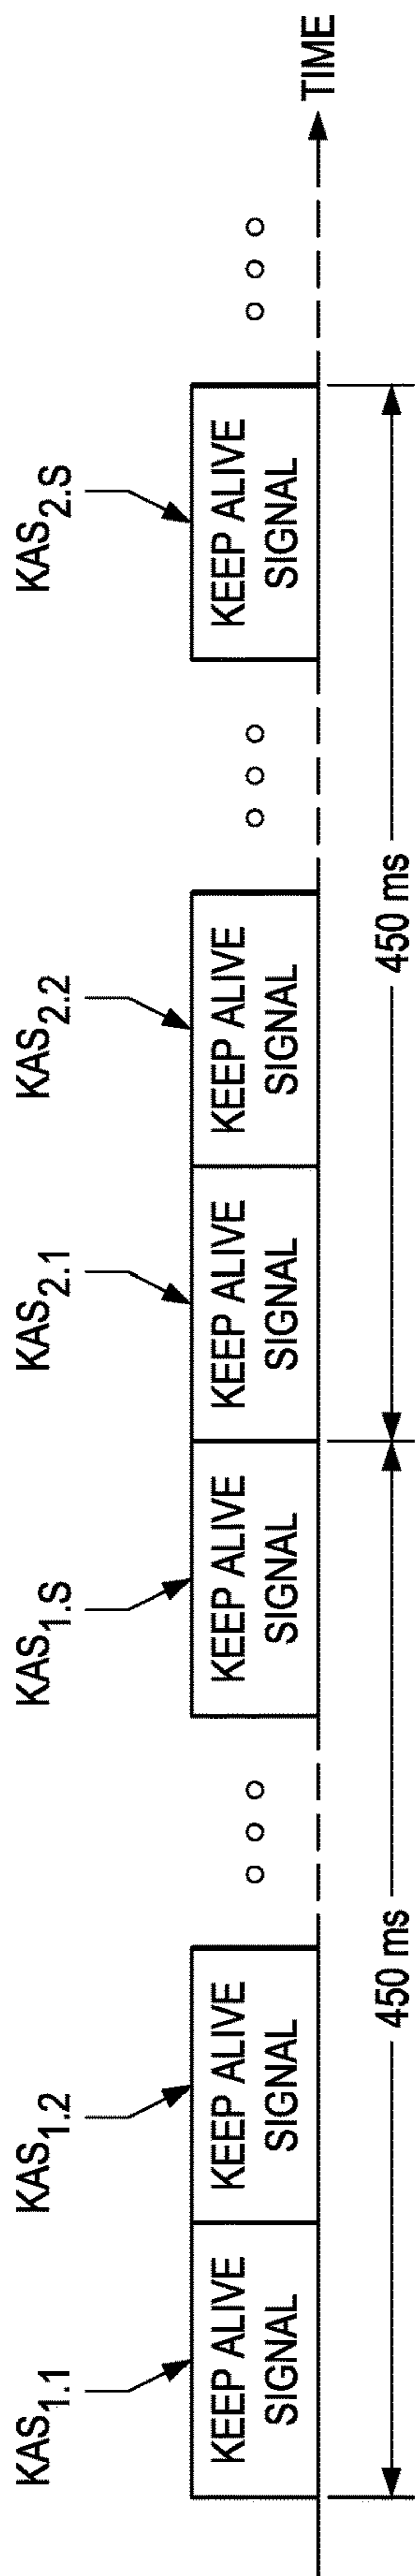 KAS1.1
KAS1.2
KAS1.S
KAS2.1
KAS2.2
KAS2.S
KEEP ALIVE
SIGNAL
KEEP ALIVE
SIGNAL
KEEP ALIVE
SIGNAL
KEEP ALIVE
SIGNAL
KEEP ALIVE
SIGNAL
KEEP ALIVE
SIGNAL
TIME
450 ms
450 ms